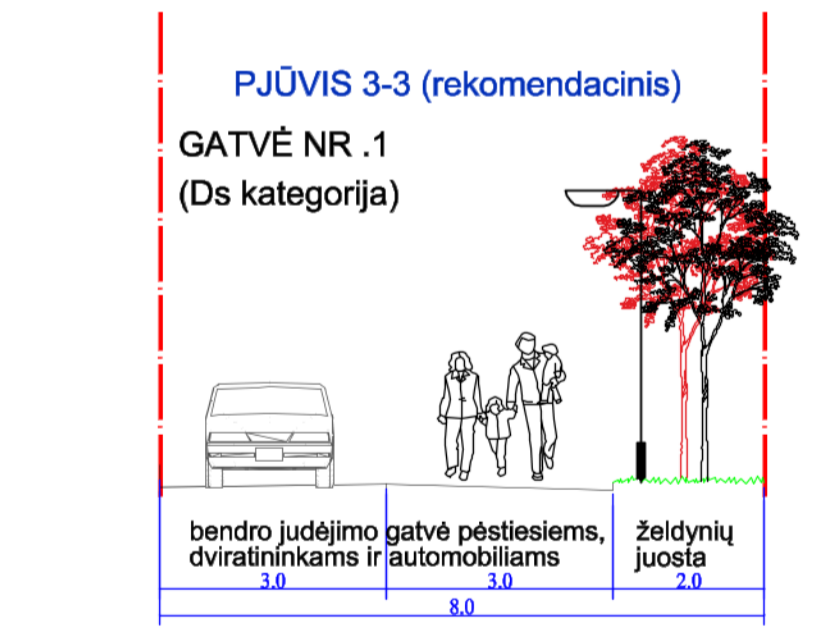 PJŪVIS 3-3 (rekomendacinis)
GATVĖ NR .1
(Ds kategorija)
bendro judėjimo gatvė pėstiesiems,
dviratininkams ir automobiliams
želdynių
juosta
3.0
3.0
2.0
8.0